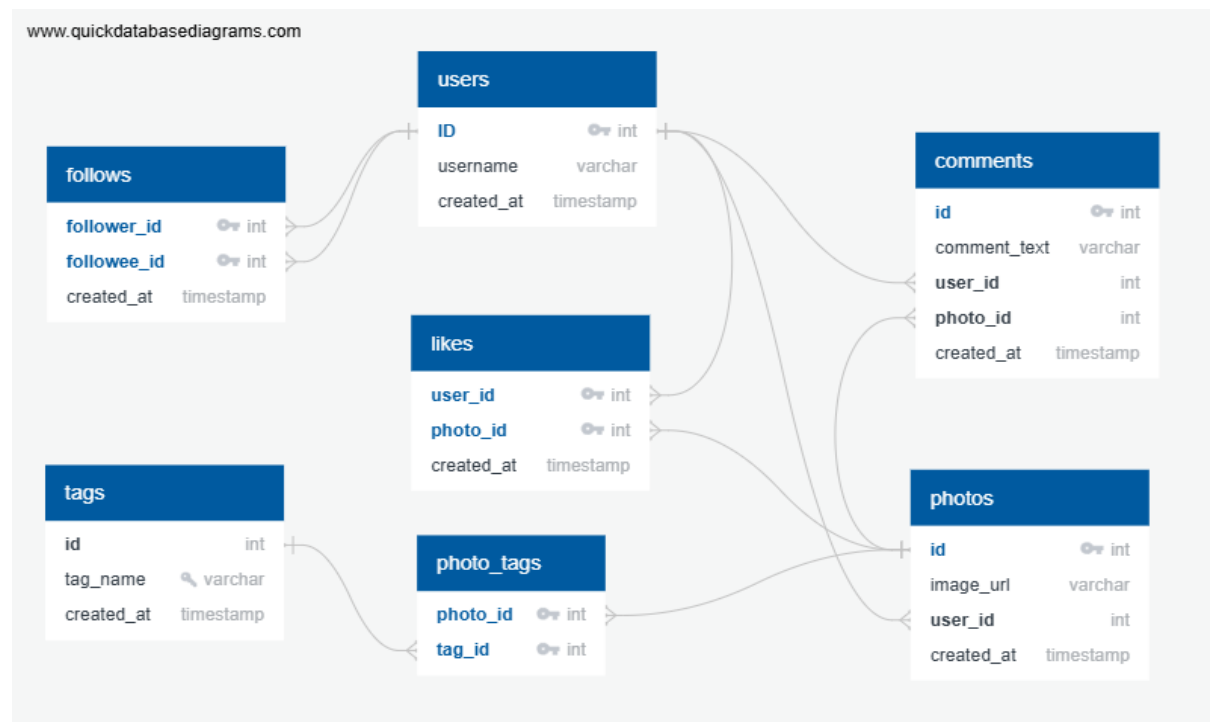 www.quickdatabasediagrams.com
users
ID int
username varchar
created_at timestamp
follows
follower_id int
followee_id int
created_at timestamp
comments
id int
comment_text varchar
user_id int
photo_id int
created_at timestamp
likes
user_id int
photo_id int
created_at timestamp
tags
id int
tag_name varchar
created_at timestamp
photo_tags
photo_id int
tag_id int
photos
id int
image_url varchar
user_id int
created_at timestamp